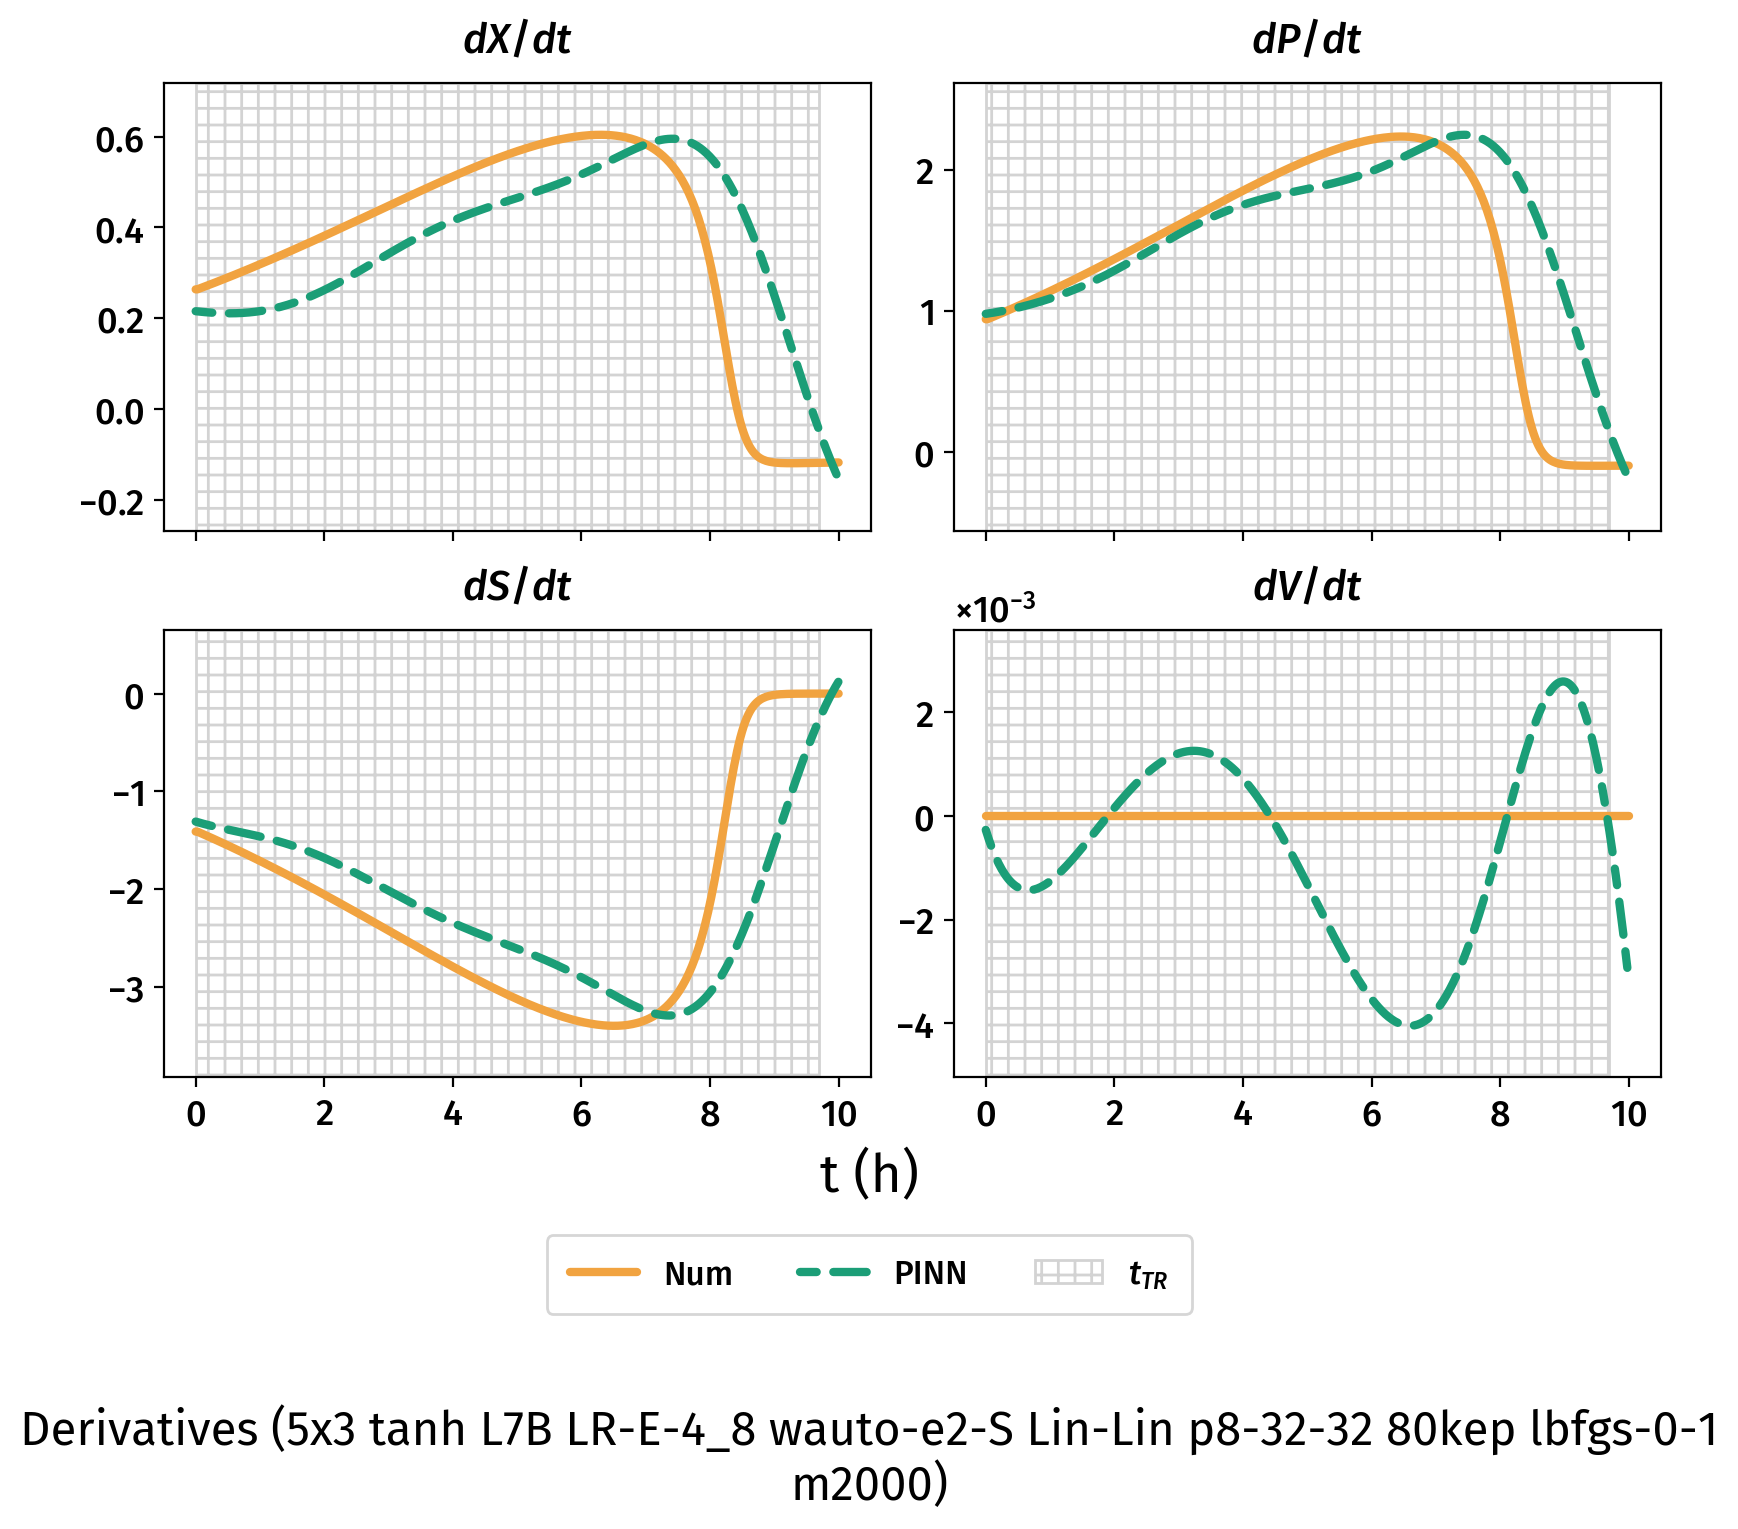 dX/dt
dP/dt
0.6
0.4
0.2
0.0
−0.2
2
1
0
dS/dt
dV/dt
×10⁻³
0
−1
−2
−3
2
0
−2
−4
0 2 4 6 8 10
0 2 4 6 8 10
t (h)
Num PINN t_TR
Derivatives (5x3 tanh L7B LR-E-4_8 wauto-e2-S Lin-Lin p8-32-32 80kep lbfgs-0-1
m2000)